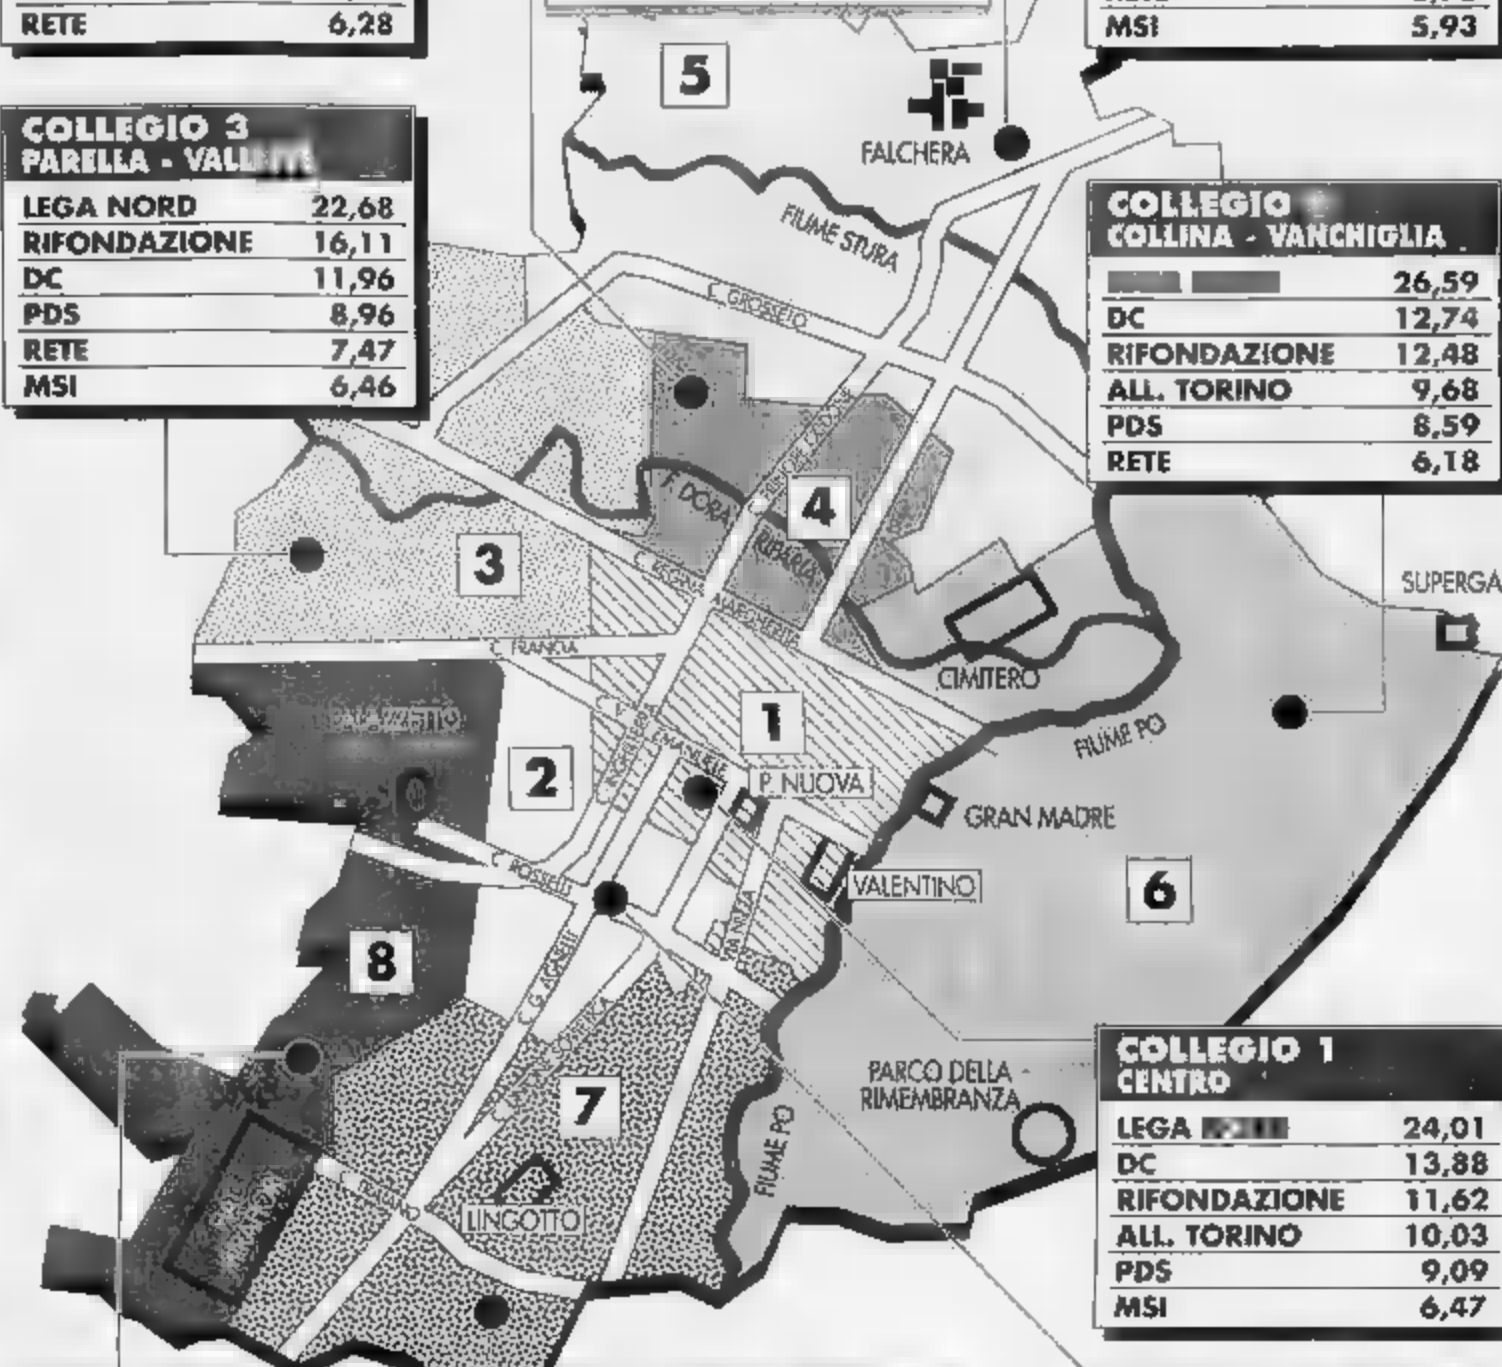 RETE 6,28
MSI 5,93
COLLEGIO 3
PARELLA -
LEGA NORD 22,68
RIFONDAZIONE 16,11
DC 11,96
PDS 8,96
RETE 7,47
MSI 6,46
5
FALCHERA
FIUME STURA
C. GROSSETO
COLLEGIO
COLLINA - VANCHIGLIA
26,59
DC 12,74
RIFONDAZIONE 12,48
ALL. TORINO 9,68
PDS 8,59
RETE 6,18
4
F. DORA
RIPARIA
3
C. REGINA MARGHERITA
C. FRANCIA
SUPERGA
CIMITERO
FIUME PO
1
2
EMANUELE
P. NUOVA
GRAN MADRE
VALENTINO
C. ROSSELLI
6
8
C. G. AGNELLI
7
PARCO DELLA
RIMEMBRANZA
FIUME PO
LINGOTTO
COLLEGIO 1
CENTRO
LEGA 24,01
DC 13,88
RIFONDAZIONE 11,62
ALL. TORINO 10,03
PDS 9,09
MSI 6,47